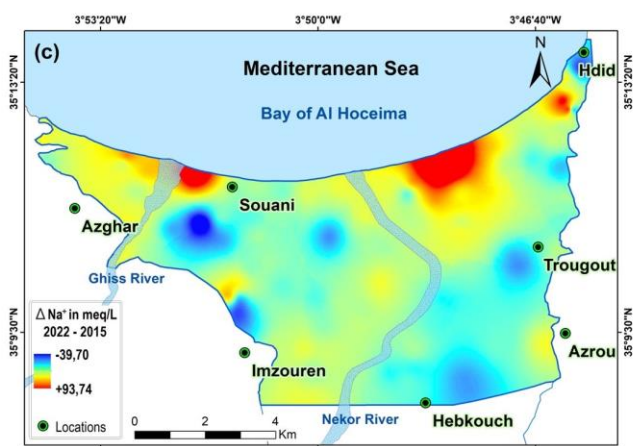 3°53'20"W
3°50'00"W
3°46'40"W
(c)
N
Hdid
Mediterranean Sea
Bay of Al Hoceima
35°13'20"N
35°13'20"N
Souani
Azghar
Trougout
Ghiss River
Δ Na⁺ in meq/L
2022 - 2015
-39,70
+93,74
Locations
35°9'30"N
35°9'30"N
Azrou
Imzouren
0 2 4
Km
Nekor River
Hebkouch